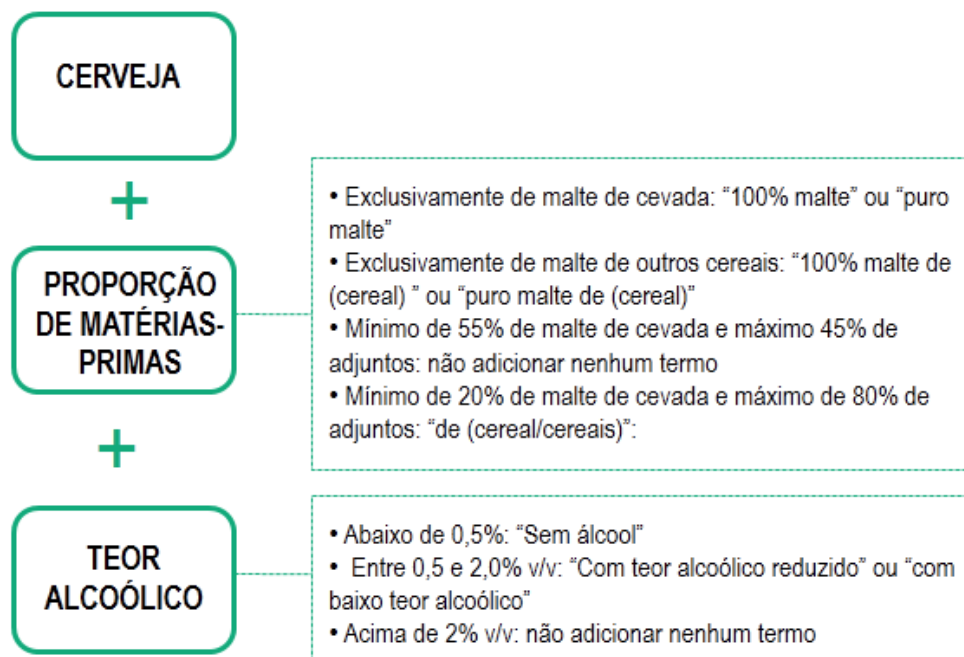 CERVEJA
+
PROPORÇÃO
DE MATÉRIAS-
PRIMAS
• Exclusivamente de malte de cevada: “100% malte” ou “puro
malte”
• Exclusivamente de malte de outros cereais: “100% malte de
(cereal) ” ou “puro malte de (cereal)”
• Mínimo de 55% de malte de cevada e máximo 45% de
adjuntos: não adicionar nenhum termo
• Mínimo de 20% de malte de cevada e máximo de 80% de
adjuntos: “de (cereal/cereais)”:
+
TEOR
ALCOÓLICO
• Abaixo de 0,5%: “Sem álcool”
• Entre 0,5 e 2,0% v/v: “Com teor alcoólico reduzido” ou “com
baixo teor alcoólico”
• Acima de 2% v/v: não adicionar nenhum termo